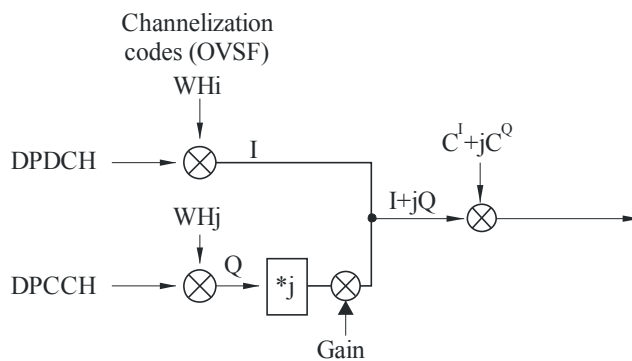 Channelization
codes (OVSF)
WHi
DPDCH
I
C^I+jC^Q
WHj
I+jQ
DPCCH
Q
*j
Gain